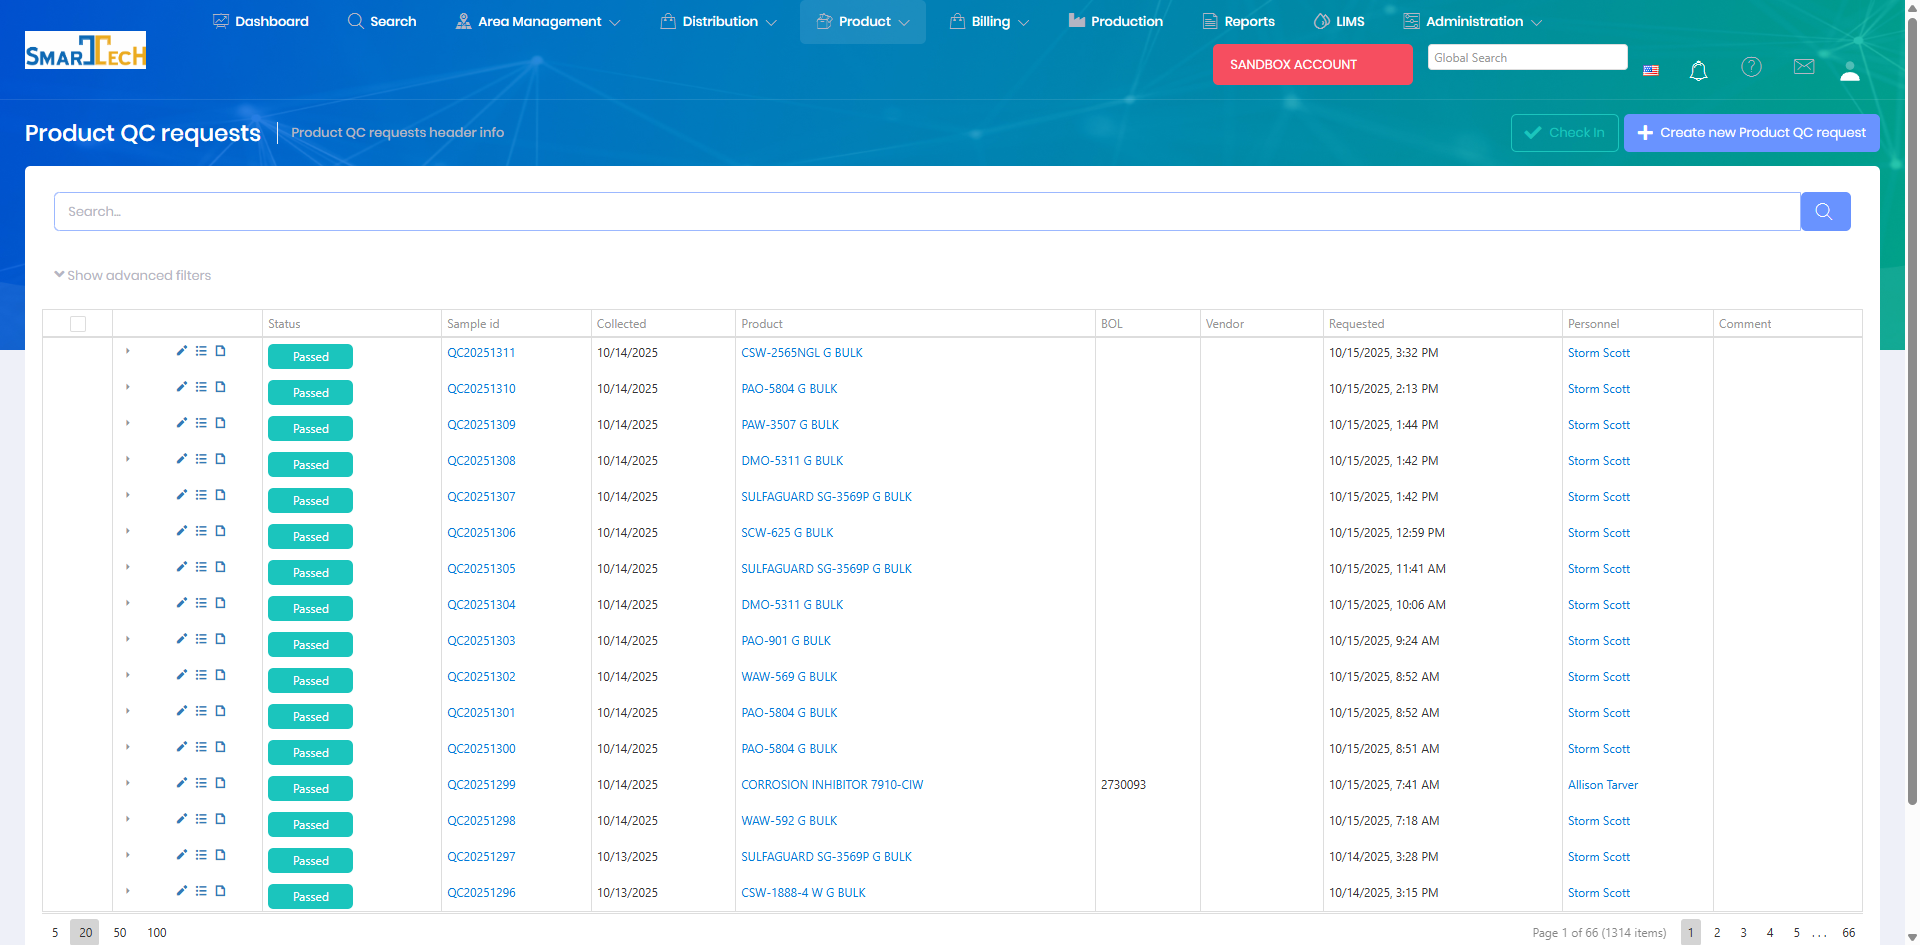 Dashboard Search Area Management Distribution Product Billing Production Reports LIMS Administration
SMARTTECH
SANDBOX ACCOUNT Global Search
Product QC requests Product QC requests header info Check In Create new Product QC request
Search...
Show advanced filters
Status Sample id Collected Product BOL Vendor Requested Personnel Comment
Passed QC20251311 10/14/2025 CSW-2565NGL G BULK 10/15/2025, 3:32 PM Storm Scott
Passed QC20251310 10/14/2025 PAO-5804 G BULK 10/15/2025, 2:13 PM Storm Scott
Passed QC20251309 10/14/2025 PAW-3507 G BULK 10/15/2025, 1:44 PM Storm Scott
Passed QC20251308 10/14/2025 DMO-5311 G BULK 10/15/2025, 1:42 PM Storm Scott
Passed QC20251307 10/14/2025 SULFAGUARD SG-3569P G BULK 10/15/2025, 1:42 PM Storm Scott
Passed QC20251306 10/14/2025 SCW-625 G BULK 10/15/2025, 12:59 PM Storm Scott
Passed QC20251305 10/14/2025 SULFAGUARD SG-3569P G BULK 10/15/2025, 11:41 AM Storm Scott
Passed QC20251304 10/14/2025 DMO-5311 G BULK 10/15/2025, 10:06 AM Storm Scott
Passed QC20251303 10/14/2025 PAO-901 G BULK 10/15/2025, 9:24 AM Storm Scott
Passed QC20251302 10/14/2025 WAW-569 G BULK 10/15/2025, 8:52 AM Storm Scott
Passed QC20251301 10/14/2025 PAO-5804 G BULK 10/15/2025, 8:52 AM Storm Scott
Passed QC20251300 10/14/2025 PAO-5804 G BULK 10/15/2025, 8:51 AM Storm Scott
Passed QC20251299 10/14/2025 CORROSION INHIBITOR 7910-CIW 2730093 10/15/2025, 7:41 AM Allison Tarver
Passed QC20251298 10/14/2025 WAW-592 G BULK 10/15/2025, 7:18 AM Storm Scott
Passed QC20251297 10/13/2025 SULFAGUARD SG-3569P G BULK 10/14/2025, 3:28 PM Storm Scott
Passed QC20251296 10/13/2025 CSW-1888-4 W G BULK 10/14/2025, 3:15 PM Storm Scott
5 20 50 100 Page 1 of 66 (1314 items) 1 2 3 4 5 ... 66